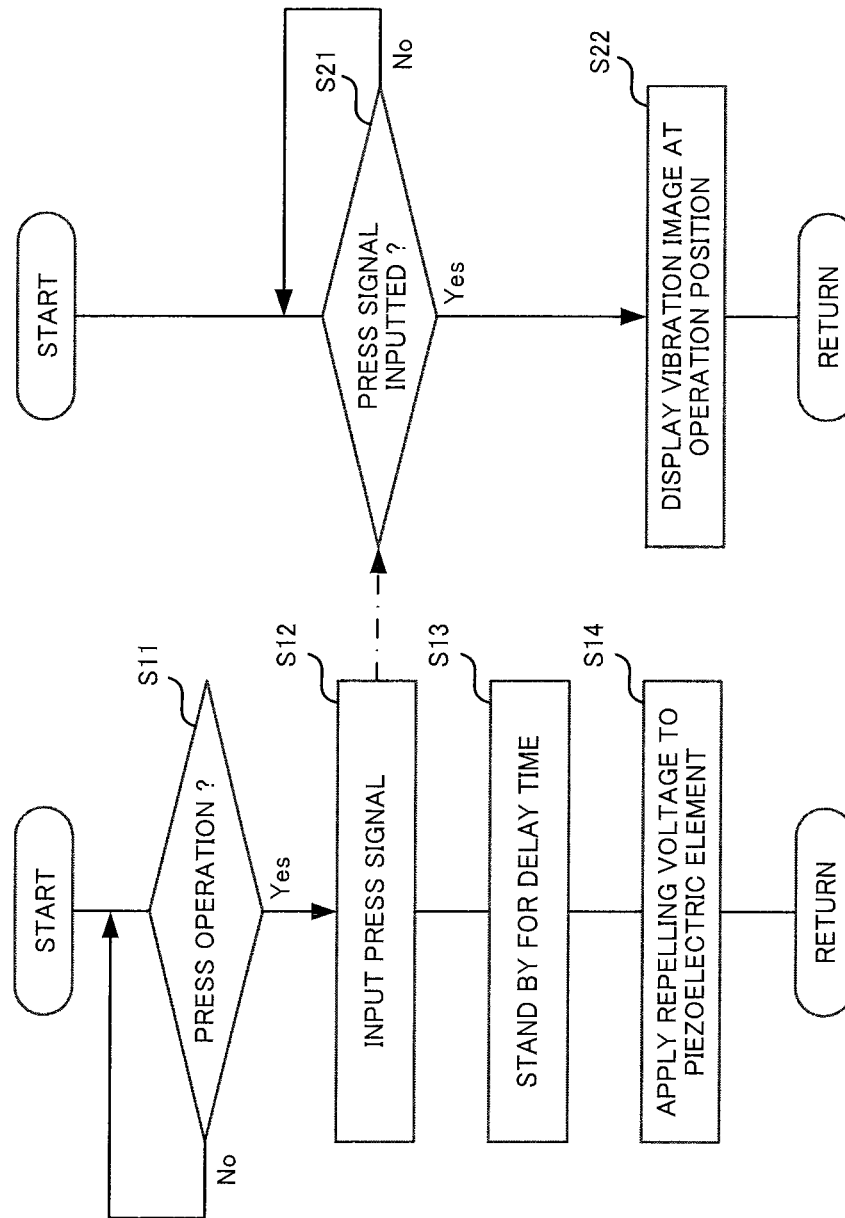 START
S11
PRESS OPERATION ?
No
Yes
S12
INPUT PRESS SIGNAL
S13
STAND BY FOR DELAY TIME
S14
APPLY REPELLING VOLTAGE TO
PIEZOELECTRIC ELEMENT
RETURN
START
S21
PRESS SIGNAL
INPUTTED ?
No
Yes
S22
DISPLAY VIBRATION IMAGE AT
OPERATION POSITION
RETURN